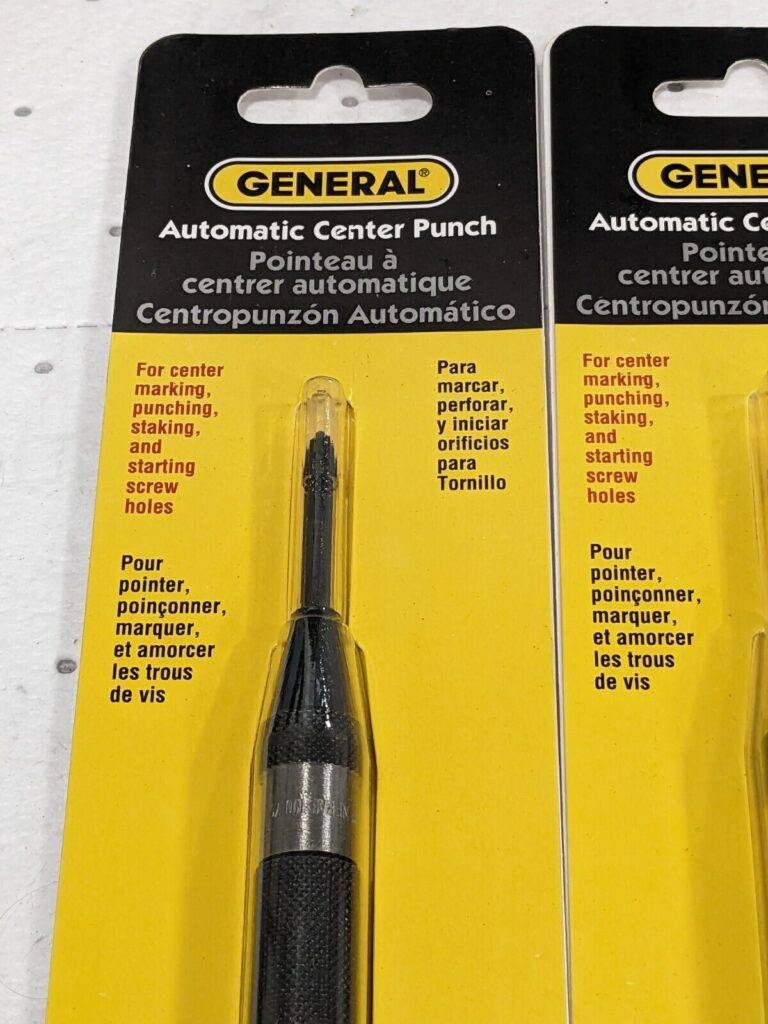 GENERAL®
Automatic Center Punch
Pointeau à
centrer automatique
Centropunzón Automático
For center
marking,
punching,
staking,
and
starting
screw
holes
Para
marcar,
perforar,
y iniciar
orificios
para
Tornillo
Pour
pointer,
poinçonner,
marquer,
et amorcer
les trous
de vis
GENE
Automatic Ce
Pointe
centrer aut
Centropunzón
For center
marking,
punching,
staking,
and
starting
screw
holes
Pour
pointer,
poinçonner,
marquer,
et amorcer
les trous
de vis